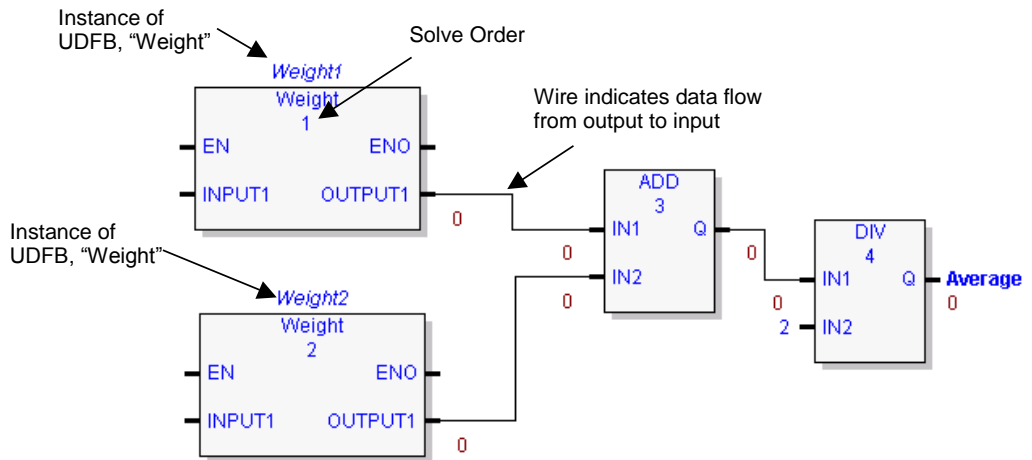 Instance of
UDFB, “Weight”
Solve Order
Weight1
Weight
1
EN
ENO
INPUT1
OUTPUT1
0
Wire indicates data flow
from output to input
ADD
3
IN1
Q
0
0
IN2
0
DIV
4
IN1
Q
Average
0
0
2
IN2
Instance of
UDFB, “Weight”
Weight2
Weight
2
EN
ENO
INPUT1
OUTPUT1
0